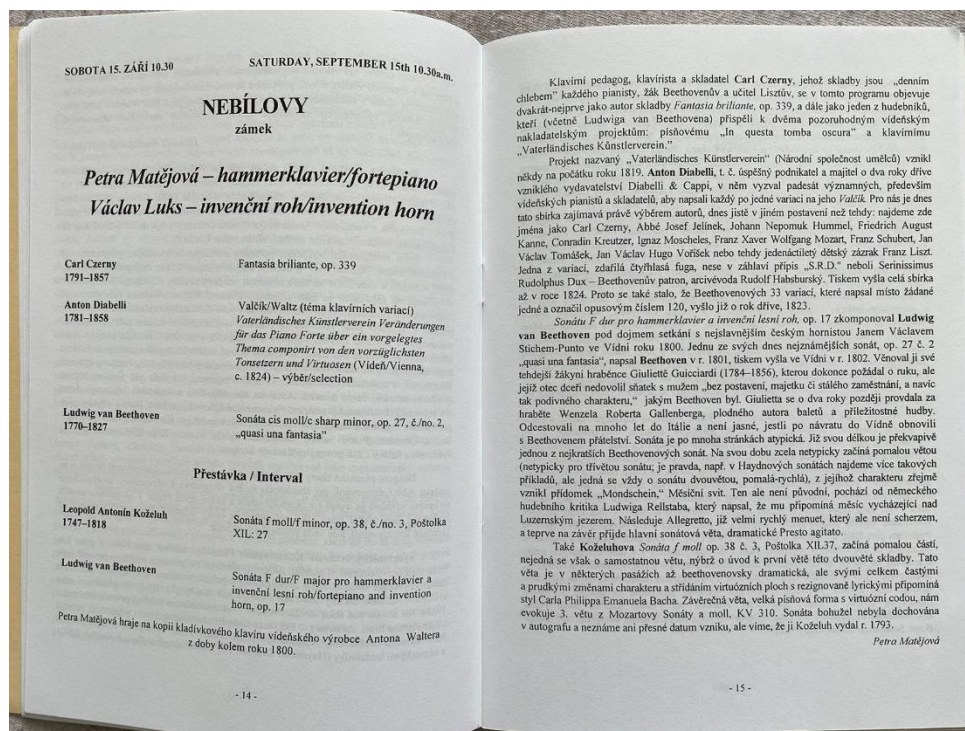 SOBOTA 15. ZÁŘÍ 10.30
SATURDAY, SEPTEMBER 15th 10.30a.m.
NEBÍLOVY
zámek
Petra Matějová – hammerklavier/fortepiano
Václav Luks – invenční roh/invention horn
Carl Czerny
1791–1857
Fantasia briliante, op. 339
Anton Diabelli
1781–1858
Valčík/Waltz (téma klavírních variací)
Vaterländisches Künstlerverein Veränderungen
für das Piano Forte über ein vorgelegtes
Thema componirt von den vorzüglichsten
Tonsetzern und Virtuosen (Vídeň/Vienna,
c. 1824) – výběr/selection
Ludwig van Beethoven
1770–1827
Sonáta cis moll/c sharp minor, op. 27, č./no. 2,
„quasi una fantasia”
Přestávka / Interval
Leopold Antonín Koželuh
1747–1818
Sonáta f moll/f minor, op. 38, č./no. 3, Poštolka
XIL: 27
Ludwig van Beethoven
Sonáta F dur/F major pro hammerklavier a
invenční lesní roh/fortepiano and invention
horn, op. 17
Petra Matějová hraje na kopii kladívkového klavíru vídeňského výrobce Antona Waltera
z doby kolem roku 1800.
- 14 -
Klavírní pedagog, klavírista a skladatel Carl Czerny, jehož skladby jsou „denním
chlebem” každého pianisty, žák Beethovenův a učitel Lisztův, se v tomto programu objevuje
dvakrát-nejprve jako autor skladby Fantasia briliante, op. 339, a dále jako jeden z hudebníků,
kteří (včetně Ludwiga van Beethovena) přispěli k dvěma pozoruhodným vídeňským
nakladatelským projektům: písňovému „In questa tomba oscura” a klavírnímu
„Vaterländisches Künstlerverein.”
Projekt nazvaný „Vaterländisches Künstlerverein” (Národní společnost umělců) vznikl
někdy na počátku roku 1819. Anton Diabelli, t. č. úspěšný podnikatel a majitel o dva roky dříve
vzniklého vydavatelství Diabelli & Cappi, v něm vyzval padesát významných, především
vídeňských pianistů a skladatelů, aby napsali každý po jedné variaci na jeho Valčík. Pro nás je dnes
tato sbírka zajímavá právě výběrem autorů, dnes jistě v jiném postavení než tehdy: najdeme zde
jména jako Carl Czerny, Abbé Josef Jelínek, Johann Nepomuk Hummel, Friedrich August
Kanne, Conradin Kreutzer, Ignaz Moscheles, Franz Xaver Wolfgang Mozart, Franz Schubert, Jan
Václav Tomášek, Jan Václav Hugo Voříšek nebo tehdy jedenáctiletý dětský zázrak Franz Liszt.
Jedna z variací, zdařilá čtyřhlasá fuga, nese v záhlaví přípis „S.R.D.” neboli Serinissimus
Rudolphus Dux – Beethovenův patron, arcivévoda Rudolf Habsburský. Tiskem vyšla celá sbírka
až v roce 1824. Proto se také stalo, že Beethovenových 33 variací, které napsal místo žádané
jedné a označil opusovým číslem 120, vyšlo již o rok dříve, 1823.
Sonátu F dur pro hammerklavier a invenční lesní roh, op. 17 zkomponoval Ludwig
van Beethoven pod dojmem setkání s nejslavnějším českým hornistou Janem Václavem
Stichem-Punto ve Vídni roku 1800. Jednu ze svých dnes nejznámějších sonát, op. 27 č. 2
„quasi una fantasia”, napsal Beethoven v r. 1801, tiskem vyšla ve Vídni v r. 1802. Věnoval ji své
tehdejší žákyni hraběnce Giuliettě Guicciardi (1784–1856), kterou dokonce požádal o ruku, ale
jejíž otec dceři nedovolil sňatek s mužem „bez postavení, majetku či stálého zaměstnání, a navíc
tak podivného charakteru,” jakým Beethoven byl. Giulietta se o dva roky později provdala za
hraběte Wenzela Roberta Gallenberga, plodného autora baletů a příležitostné hudby.
Odcestovali na mnoho let do Itálie a není jasné, jestli po návratu do Vídně obnovili
s Beethovenem přátelství. Sonáta je po mnoha stránkách atypická. Již svou délkou je překvapivě
jednou z nejkratších Beethovenových sonát. Na svou dobu zcela netypicky začíná pomalou větou
(netypicky pro třívětou sonátu; je pravda, např. v Haydnových sonátách najdeme více takových
příkladů, ale jedná se vždy o sonátu dvouvětou, pomalá-rychlá), z jejíhož charakteru zřejmě
vznikl přídomek „Mondschein,” Měsíční svit. Ten ale není původní, pochází od německého
hudebního kritika Ludwiga Rellstaba, který napsal, že mu připomíná měsíc vycházející nad
Luzernským jezerem. Následuje Allegretto, již velmi rychlý menuet, který ale není scherzem,
a teprve na závěr přijde hlavní sonátová věta, dramatické Presto agitato.
Také Koželuhova Sonáta f moll op. 38 č. 3, Poštolka XIL37, začíná pomalou částí,
nejedná se však o samostatnou větu, nýbrž o úvod k první větě této dvouvěté skladby. Tato
věta je v některých pasážích až beethovensky dramatická, ale svými celkem častými
a prudkými změnami charakteru a střídáním virtuózních ploch s rezignovaně lyrickými připomíná
styl Carla Philippa Emanuela Bacha. Závěrečná věta, velká písňová forma s virtuózní codou, nám
evokuje 3. větu z Mozartovy Sonáty a moll, KV 310. Sonáta bohužel nebyla dochována
v autografu a neznáme ani přesné datum vzniku, ale víme, že ji Koželuh vydal r. 1793.
Petra Matějová
- 15 -